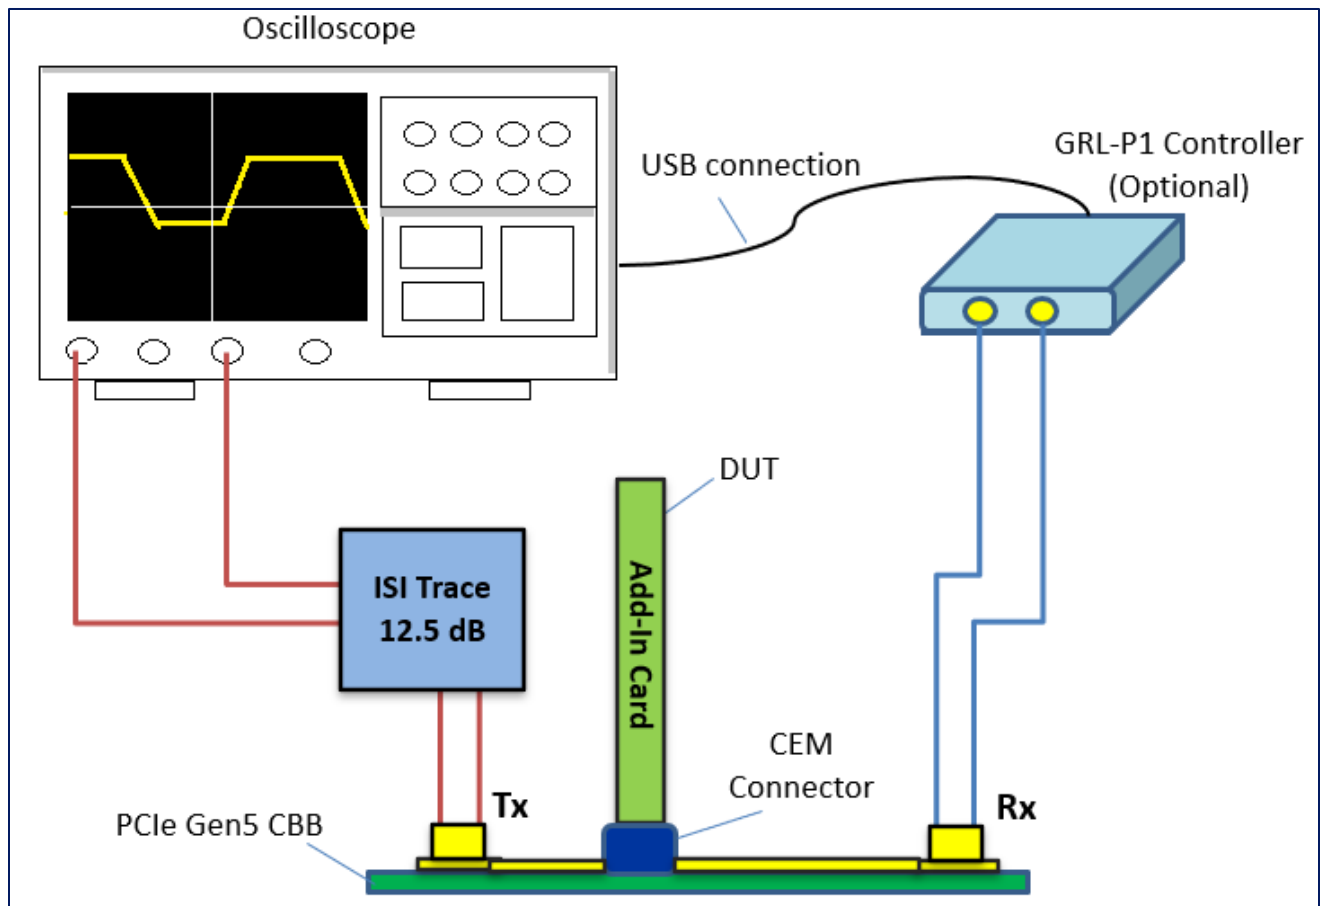 Oscilloscope
USB connection
GRL-P1 Controller
(Optional)
DUT
ISI Trace
12.5 dB
Add-In Card
CEM
Connector
Tx
Rx
PCIe Gen5 CBB